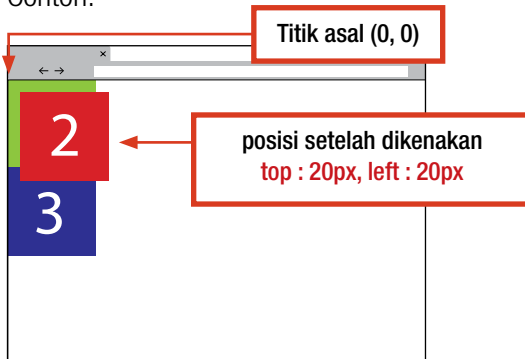 Contoh:
Titik asal (0, 0)
×
← →
2
posisi setelah dikenakan
top : 20px, left : 20px
3